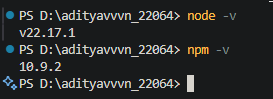 PS D:\adityavvvn_22064> node -v
v22.17.1
PS D:\adityavvvn_22064> npm -v
10.9.2
PS D:\adityavvvn_22064>